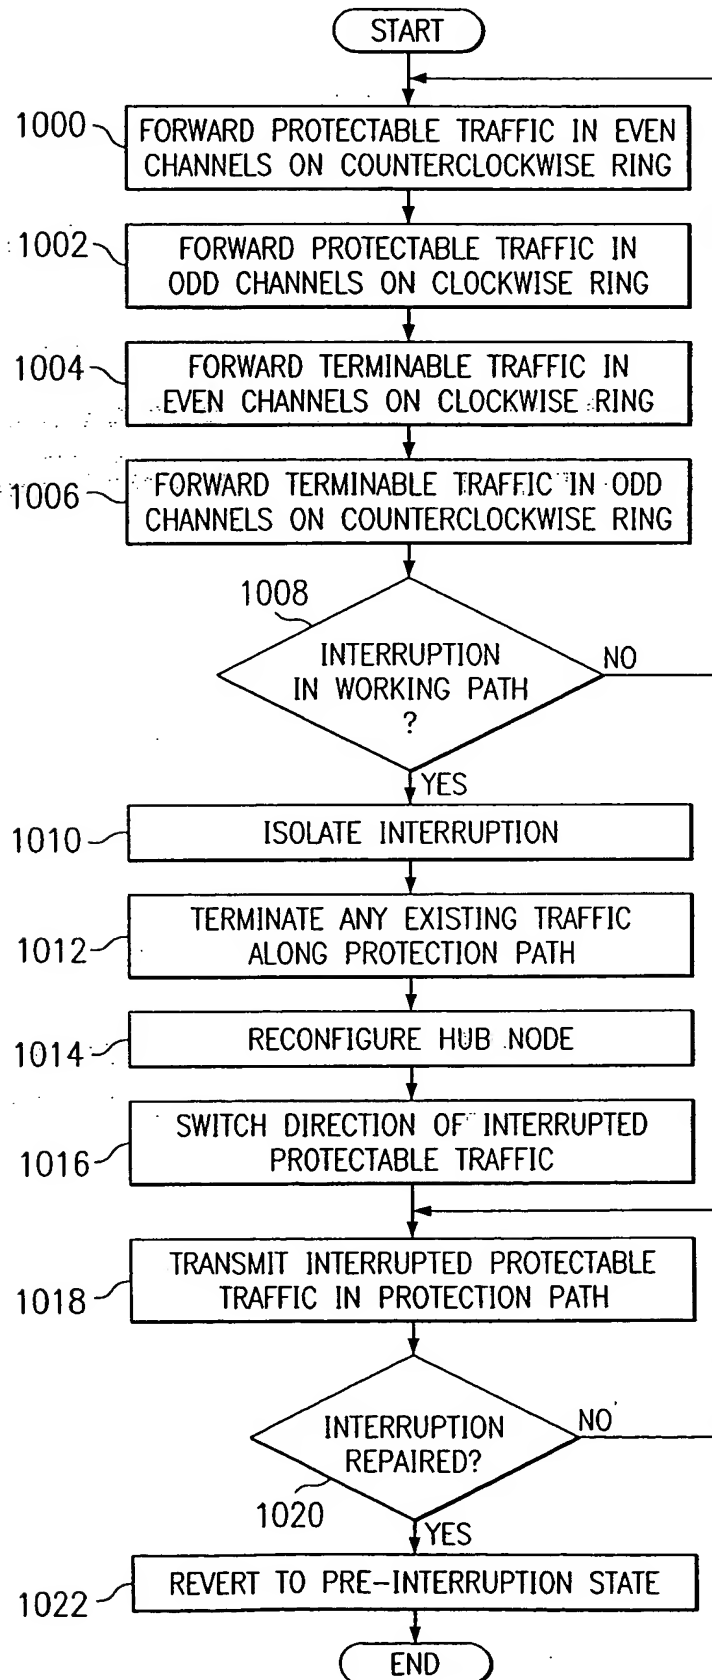 START
1000
FORWARD PROTECTABLE TRAFFIC IN EVEN
CHANNELS ON COUNTERCLOCKWISE RING
1002
FORWARD PROTECTABLE TRAFFIC IN
ODD CHANNELS ON CLOCKWISE RING
1004
FORWARD TERMINABLE TRAFFIC IN
EVEN CHANNELS ON CLOCKWISE RING
1006
FORWARD TERMINABLE TRAFFIC IN ODD
CHANNELS ON COUNTERCLOCKWISE RING
1008
INTERRUPTION
IN WORKING PATH
?
NO
YES
1010
ISOLATE INTERRUPTION
1012
TERMINATE ANY EXISTING TRAFFIC
ALONG PROTECTION PATH
1014
RECONFIGURE HUB NODE
1016
SWITCH DIRECTION OF INTERRUPTED
PROTECTABLE TRAFFIC
1018
TRANSMIT INTERRUPTED PROTECTABLE
TRAFFIC IN PROTECTION PATH
INTERRUPTION
REPAIRED?
NO
1020
YES
1022
REVERT TO PRE-INTERRUPTION STATE
END